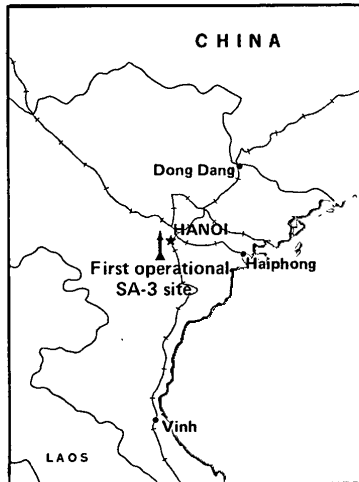 CHINA
Dong Dang
HANOI
First operational
SA-3 site
Haiphong
Vinh
LAOS